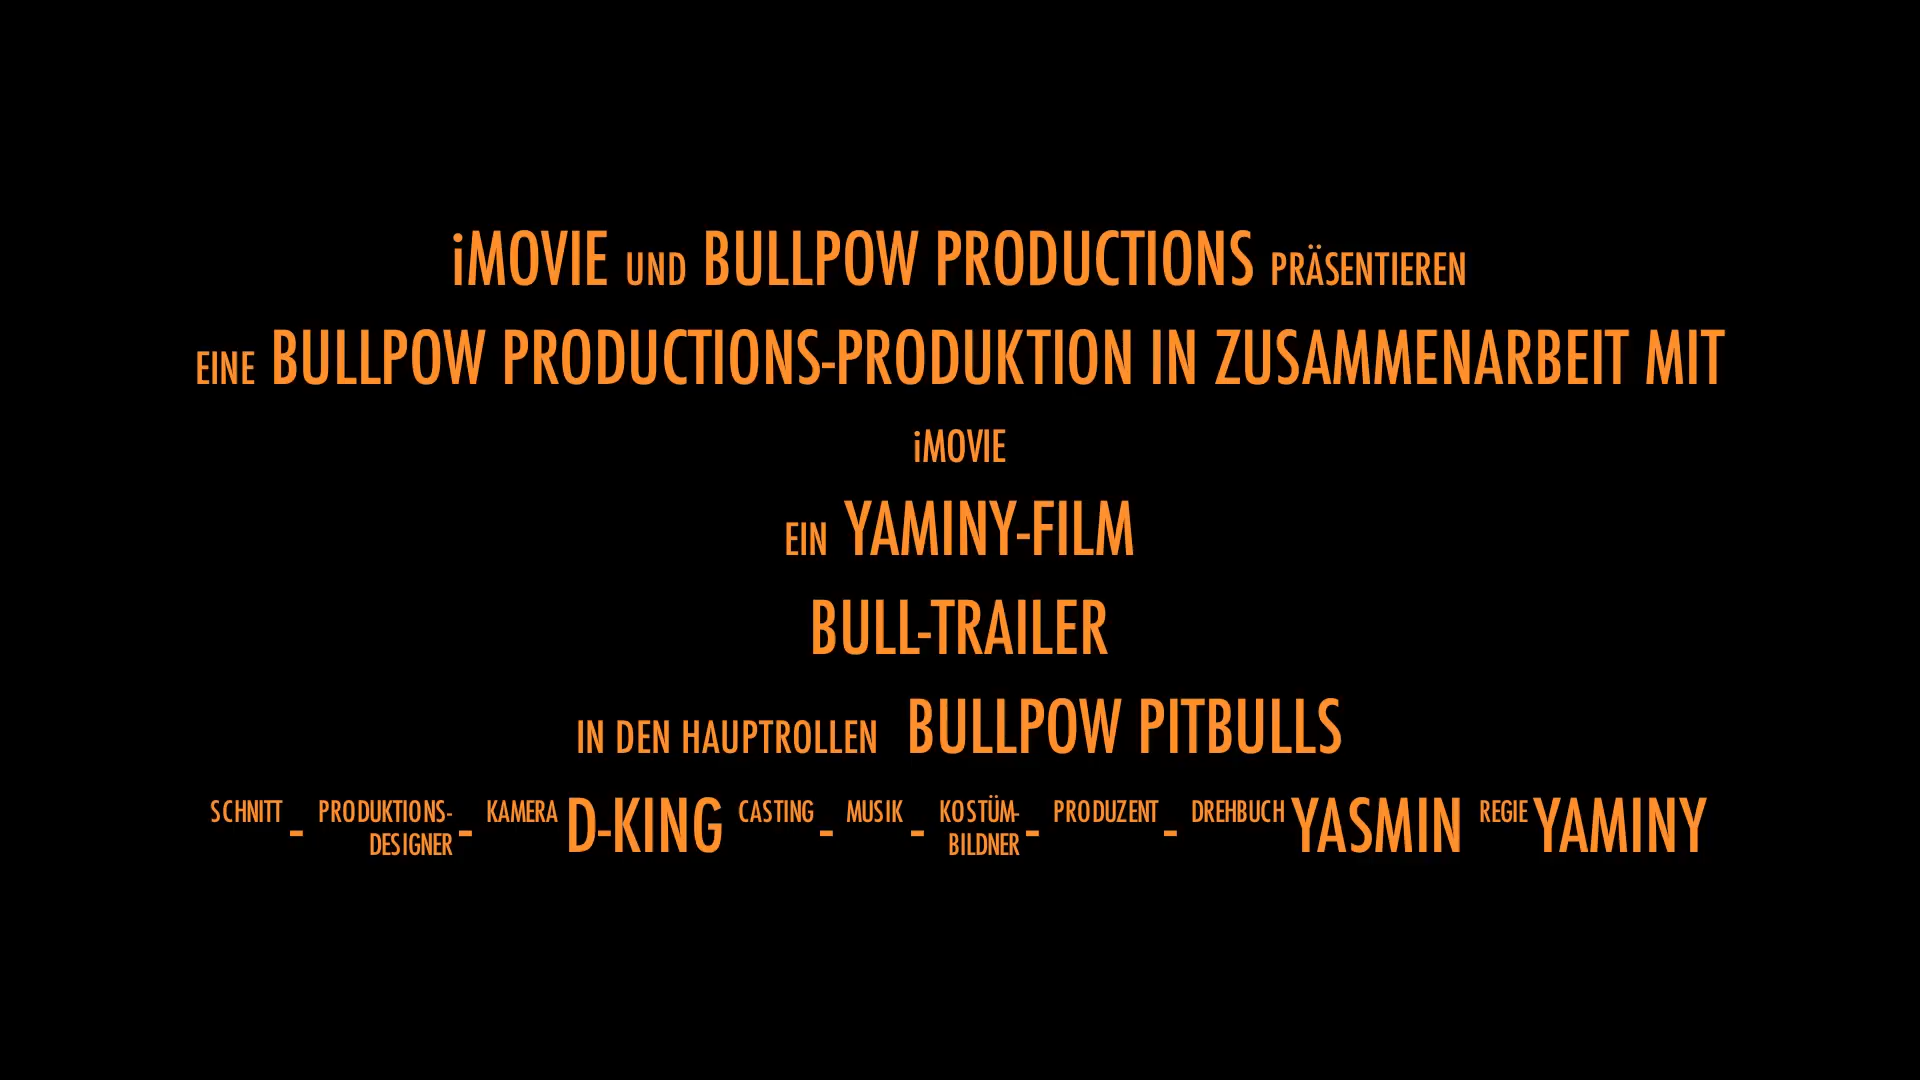 iMOVIE UND BULLPOW PRODUCTIONS PRÄSENTIEREN
EINE BULLPOW PRODUCTIONS-PRODUKTION IN ZUSAMMENARBEIT MIT
iMOVIE
EIN YAMINY-FILM
BULL-TRAILER
IN DEN HAUPTROLLEN BULLPOW PITBULLS
SCHNITT - PRODUKTIONS-DESIGNER - KAMERA D-KING CASTING - MUSIK - KOSTÜM-BILDNER - PRODUZENT - DREHBUCH YASMIN REGIE YAMINY